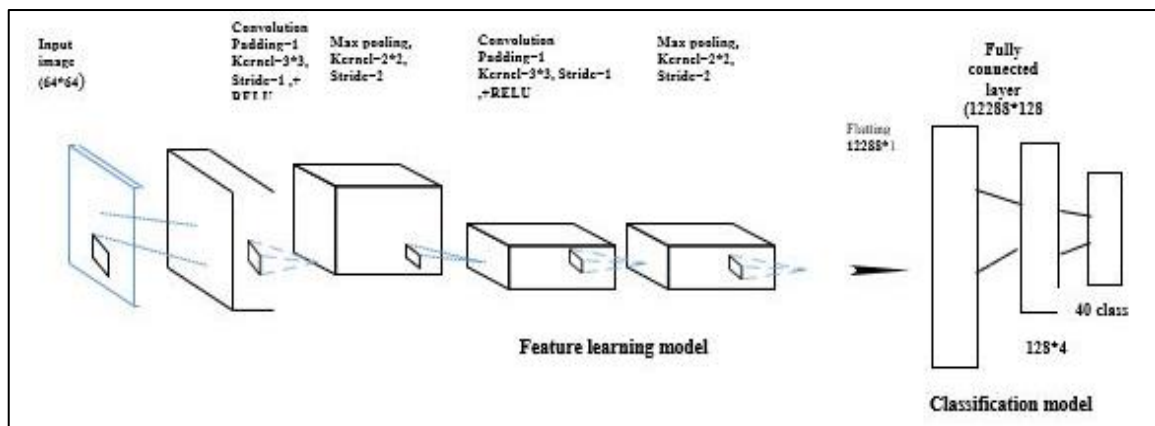 Input
image
(64*64)
Convolution
Padding-1
Kernel-3*3,
Stride-1 ,+
RELU
Max pooling,
Kernel-2*2,
Stride-2
Convolution
Padding-1
Kernel-3*3, Stride-1
,+RELU
Max pooling,
Kernel-2*2,
Stride-2
Flatting
12288*1
Fully
connected
layer
(12288*128
40 class
128*4
Feature learning model
Classification model